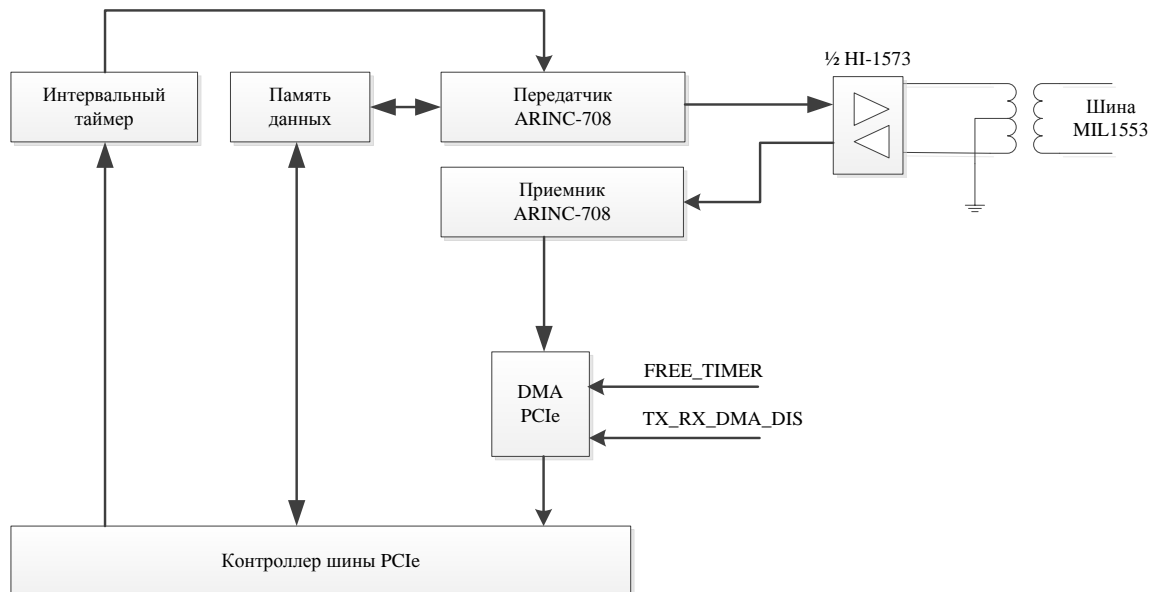 ½ HI-1573
Интервальный
таймер
Память
данных
Передатчик
ARINC-708
Шина
MIL1553
Приемник
ARINC-708
DMA
PCIe
FREE_TIMER
TX_RX_DMA_DIS
Контроллер шины PCIe